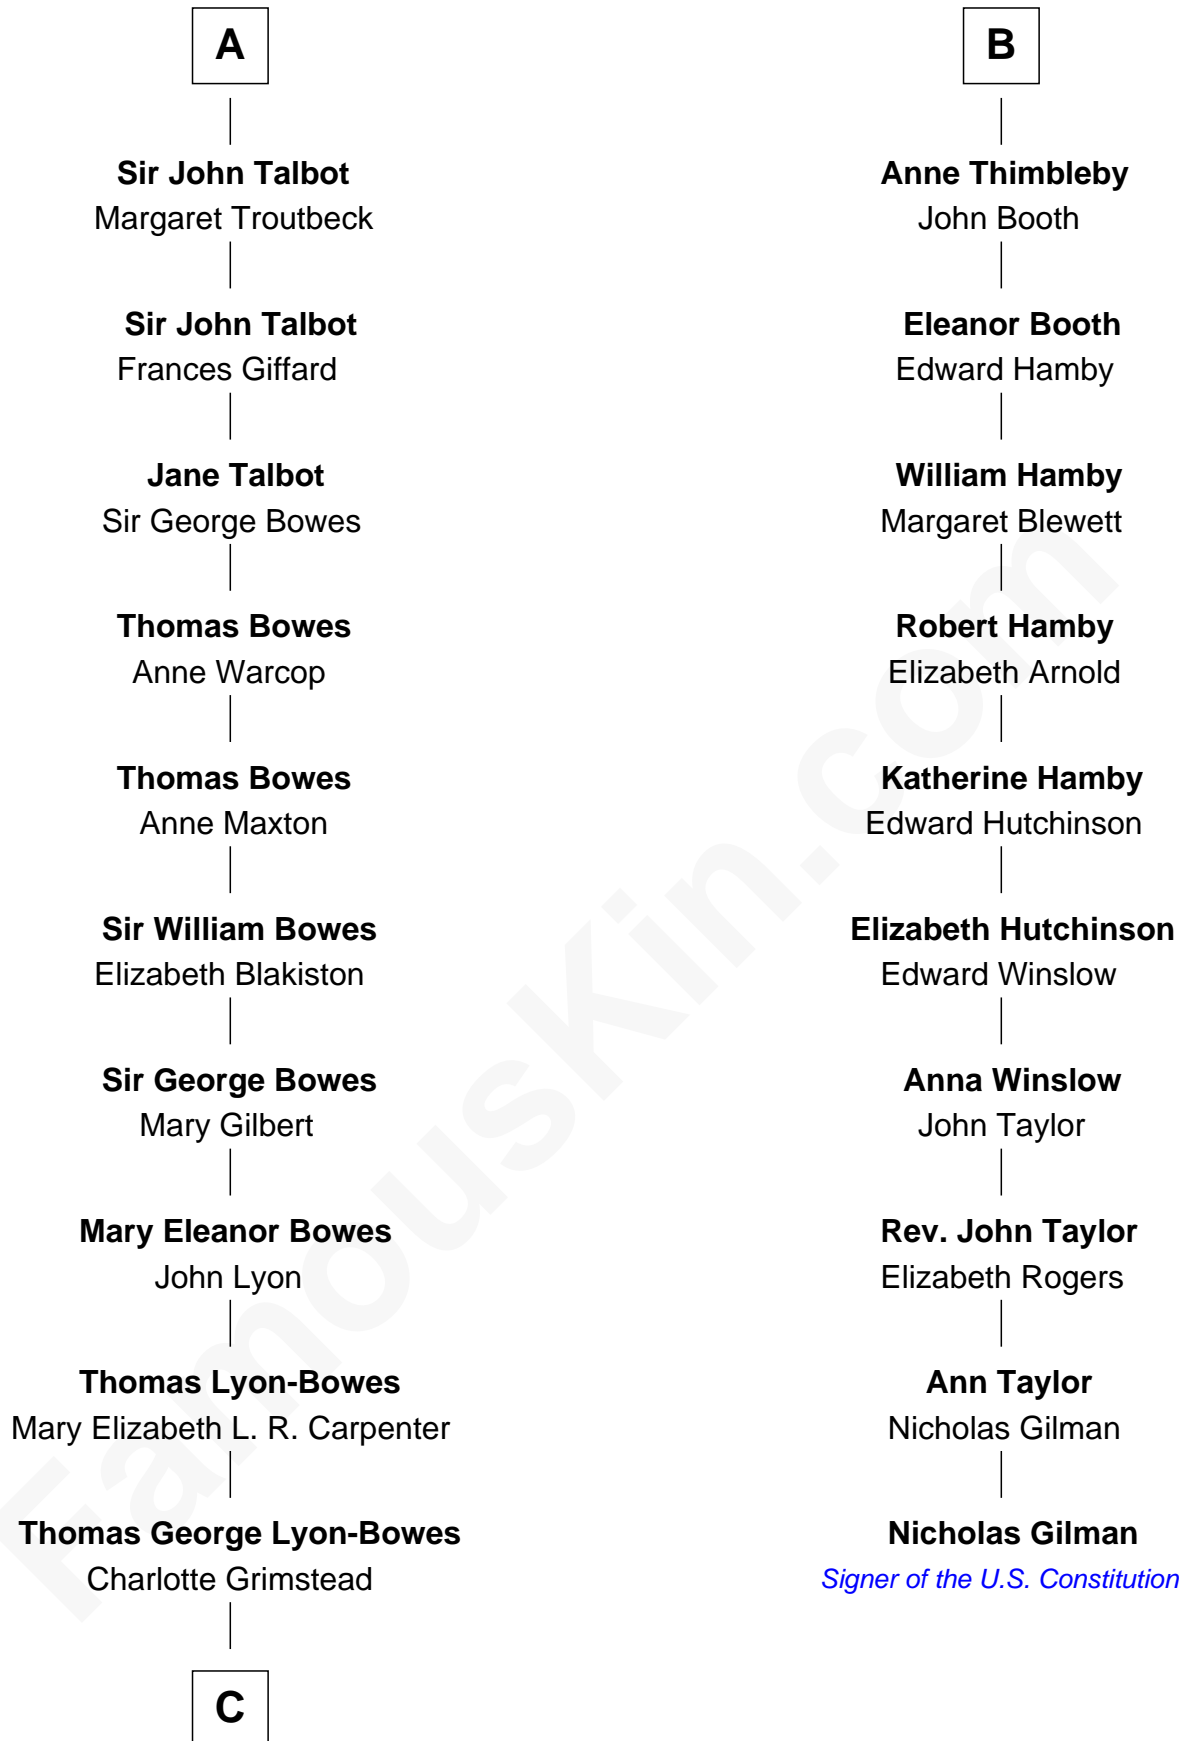 A
Sir John Talbot
Margaret Troutbeck
Sir John Talbot
Frances Giffard
Jane Talbot
Sir George Bowes
Thomas Bowes
Anne Warcop
Thomas Bowes
Anne Maxton
Sir William Bowes
Elizabeth Blakiston
Sir George Bowes
Mary Gilbert
Mary Eleanor Bowes
John Lyon
Thomas Lyon-Bowes
Mary Elizabeth L. R. Carpenter
Thomas George Lyon-Bowes
Charlotte Grimstead
C
B
Anne Thimbleby
John Booth
Eleanor Booth
Edward Hamby
William Hamby
Margaret Blewett
Robert Hamby
Elizabeth Arnold
Katherine Hamby
Edward Hutchinson
Elizabeth Hutchinson
Edward Winslow
Anna Winslow
John Taylor
Rev. John Taylor
Elizabeth Rogers
Ann Taylor
Nicholas Gilman
Nicholas Gilman
Signer of the U.S. Constitution
FamousKin.com